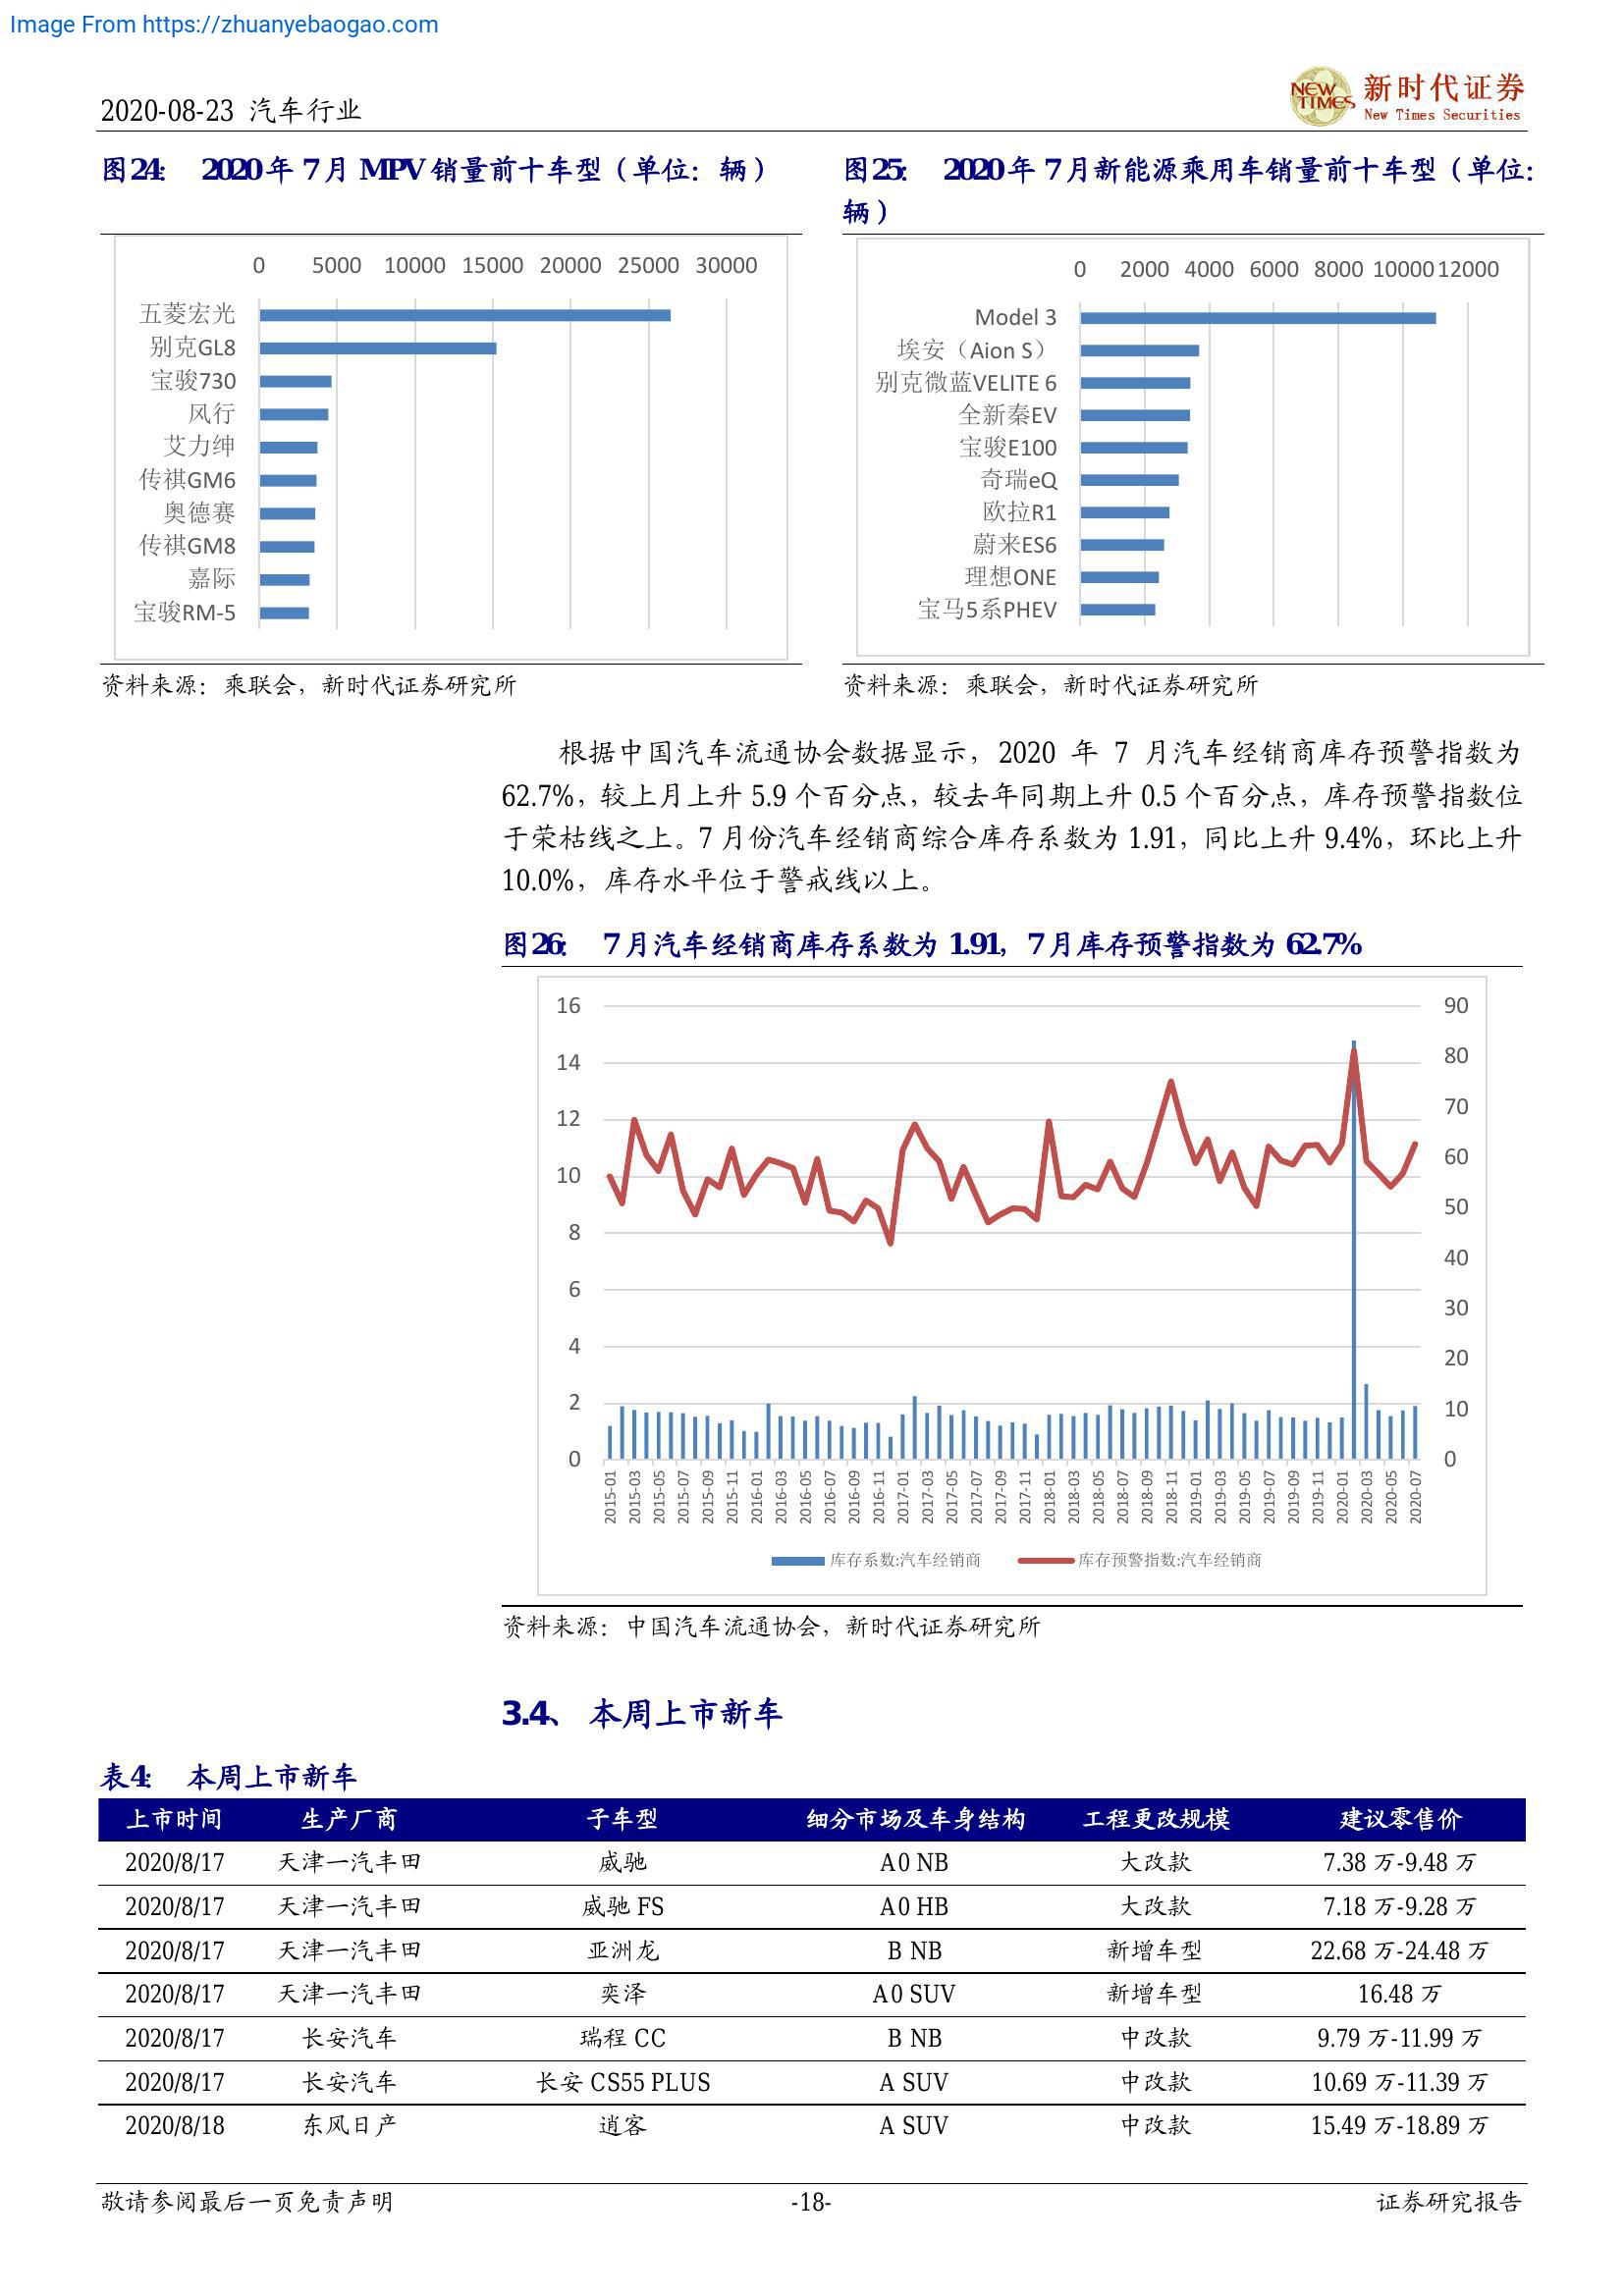 Image From https://zhuanyebaogao.com
2020-08-23 汽车行业
NEW TIMES
新时代证券
New Times Securities
图24： 2020年 7月 MPV 销量前十车型（单位：辆）
0 5000 10000 15000 20000 25000 30000
五菱宏光
别克GL8
宝骏730
风行
艾力绅
传祺GM6
奥德赛
传祺GM8
嘉际
宝骏RM-5
资料来源：乘联会，新时代证券研究所
图25： 2020年 7月新能源乘用车销量前十车型（单位：
辆）
0 2000 4000 6000 8000 10000 12000
Model 3
埃安（Aion S）
别克微蓝VELITE 6
全新秦EV
宝骏E100
奇瑞eQ
欧拉R1
蔚来ES6
理想ONE
宝马5系PHEV
资料来源：乘联会，新时代证券研究所
根据中国汽车流通协会数据显示，2020 年 7 月汽车经销商库存预警指数为
62.7%，较上月上升 5.9 个百分点，较去年同期上升 0.5 个百分点，库存预警指数位
于荣枯线之上。7 月份汽车经销商综合库存系数为 1.91，同比上升 9.4%，环比上升
10.0%，库存水平位于警戒线以上。
图26： 7月汽车经销商库存系数为 1.91，7月库存预警指数为 62.7%
16
14
12
10
8
6
4
2
0
90
80
70
60
50
40
30
20
10
0
2015-01 2015-03 2015-05 2015-07 2015-09 2015-11 2016-01 2016-03 2016-05 2016-07 2016-09 2016-11 2017-01 2017-03 2017-05 2017-07 2017-09 2017-11 2018-01 2018-03 2018-05 2018-07 2018-09 2018-11 2019-01 2019-03 2019-05 2019-07 2019-09 2019-11 2020-01 2020-03 2020-05 2020-07
库存系数:汽车经销商 库存预警指数:汽车经销商
资料来源：中国汽车流通协会，新时代证券研究所
3.4、 本周上市新车
表4： 本周上市新车
上市时间 生产厂商 子车型 细分市场及车身结构 工程更改规模 建议零售价
2020/8/17 天津一汽丰田 威驰 A0 NB 大改款 7.38 万-9.48 万
2020/8/17 天津一汽丰田 威驰 FS A0 HB 大改款 7.18 万-9.28 万
2020/8/17 天津一汽丰田 亚洲龙 B NB 新增车型 22.68 万-24.48 万
2020/8/17 天津一汽丰田 奕泽 A0 SUV 新增车型 16.48 万
2020/8/17 长安汽车 瑞程 CC B NB 中改款 9.79 万-11.99 万
2020/8/17 长安汽车 长安 CS55 PLUS A SUV 中改款 10.69 万-11.39 万
2020/8/18 东风日产 逍客 A SUV 中改款 15.49 万-18.89 万
敬请参阅最后一页免责声明 -18- 证券研究报告